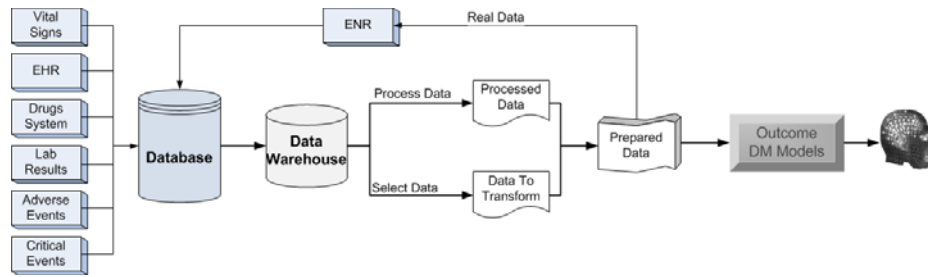 Vital
Signs
EHR
Drugs
System
Lab
Results
Adverse
Events
Critical
Events
Database
ENR
Real Data
Data
Warehouse
Process Data
Select Data
Processed
Data
Data To
Transform
Prepared
Data
Outcome
DM Models